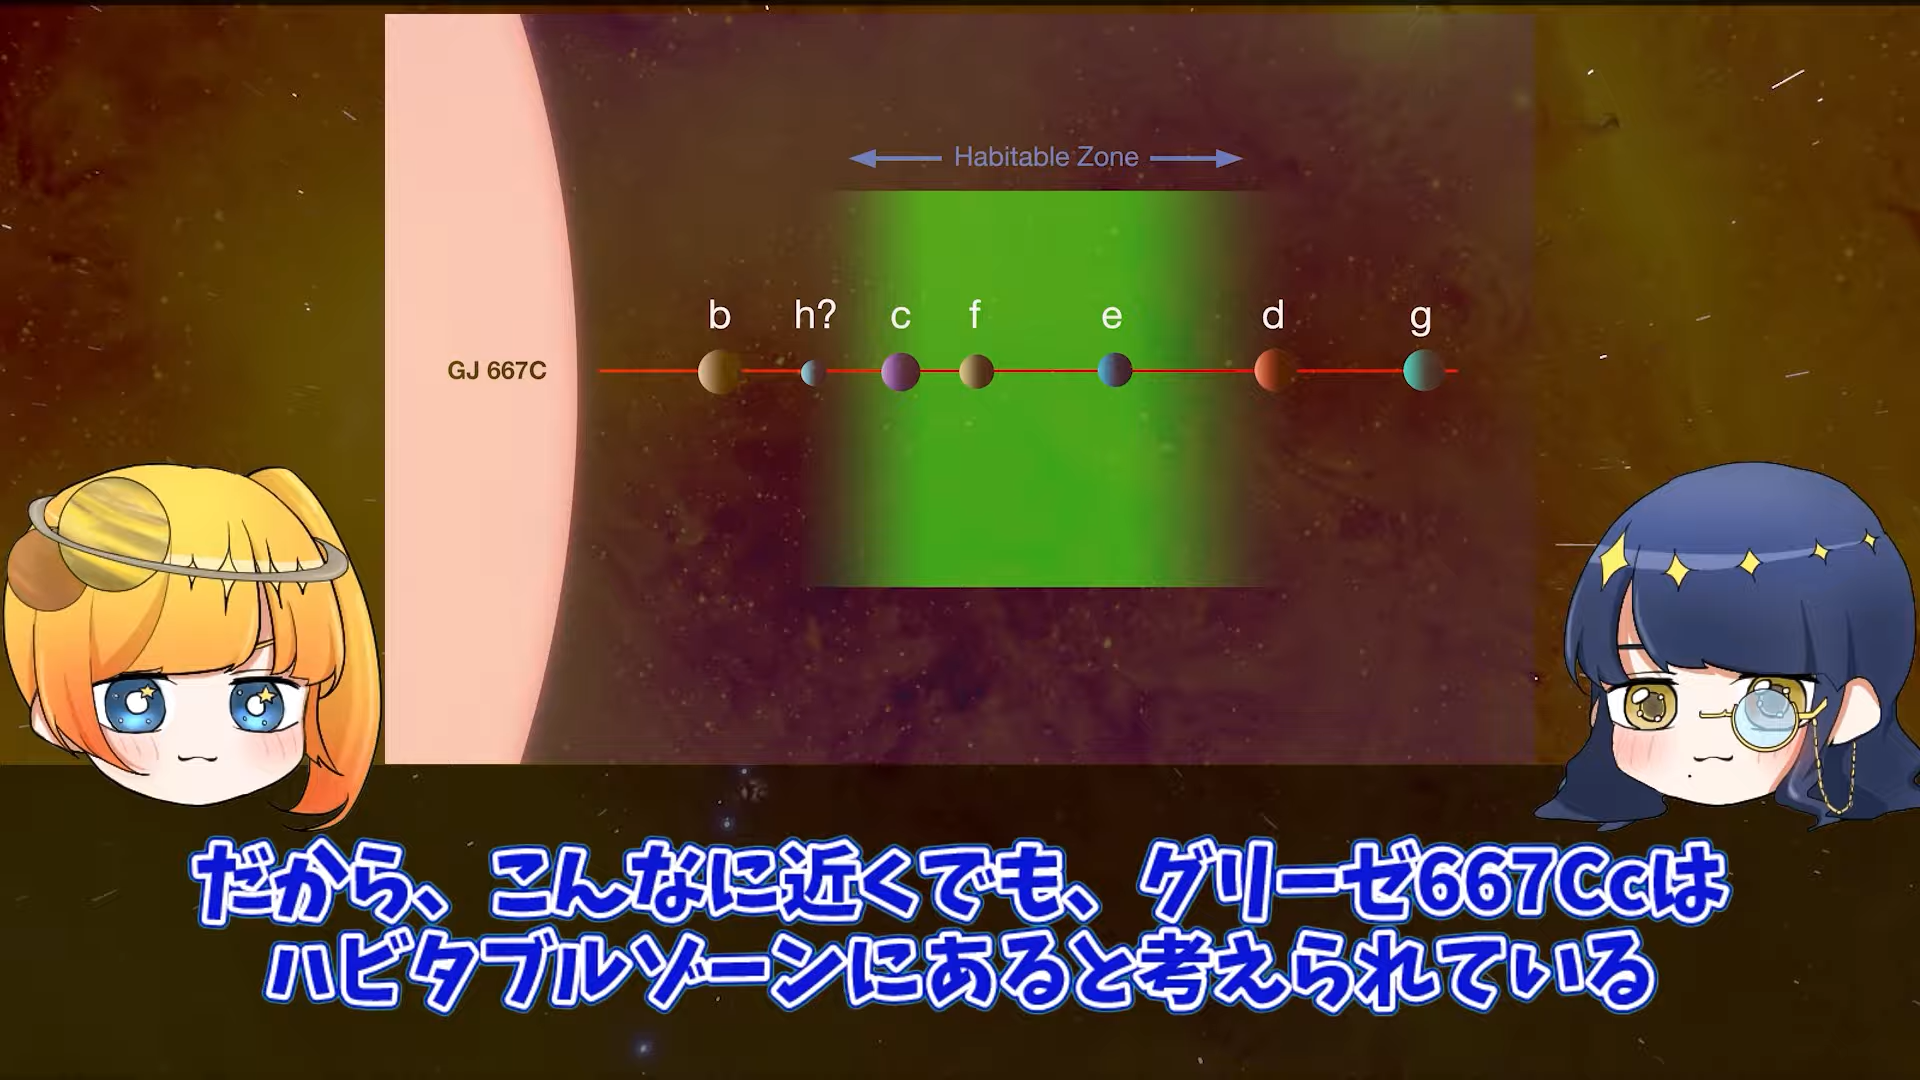 Habitable Zone
b h? c f e d g
GJ 667C
だから、こんなに近くでも、グリーゼ667Ccは
ハビタブルゾーンにあると考えられている